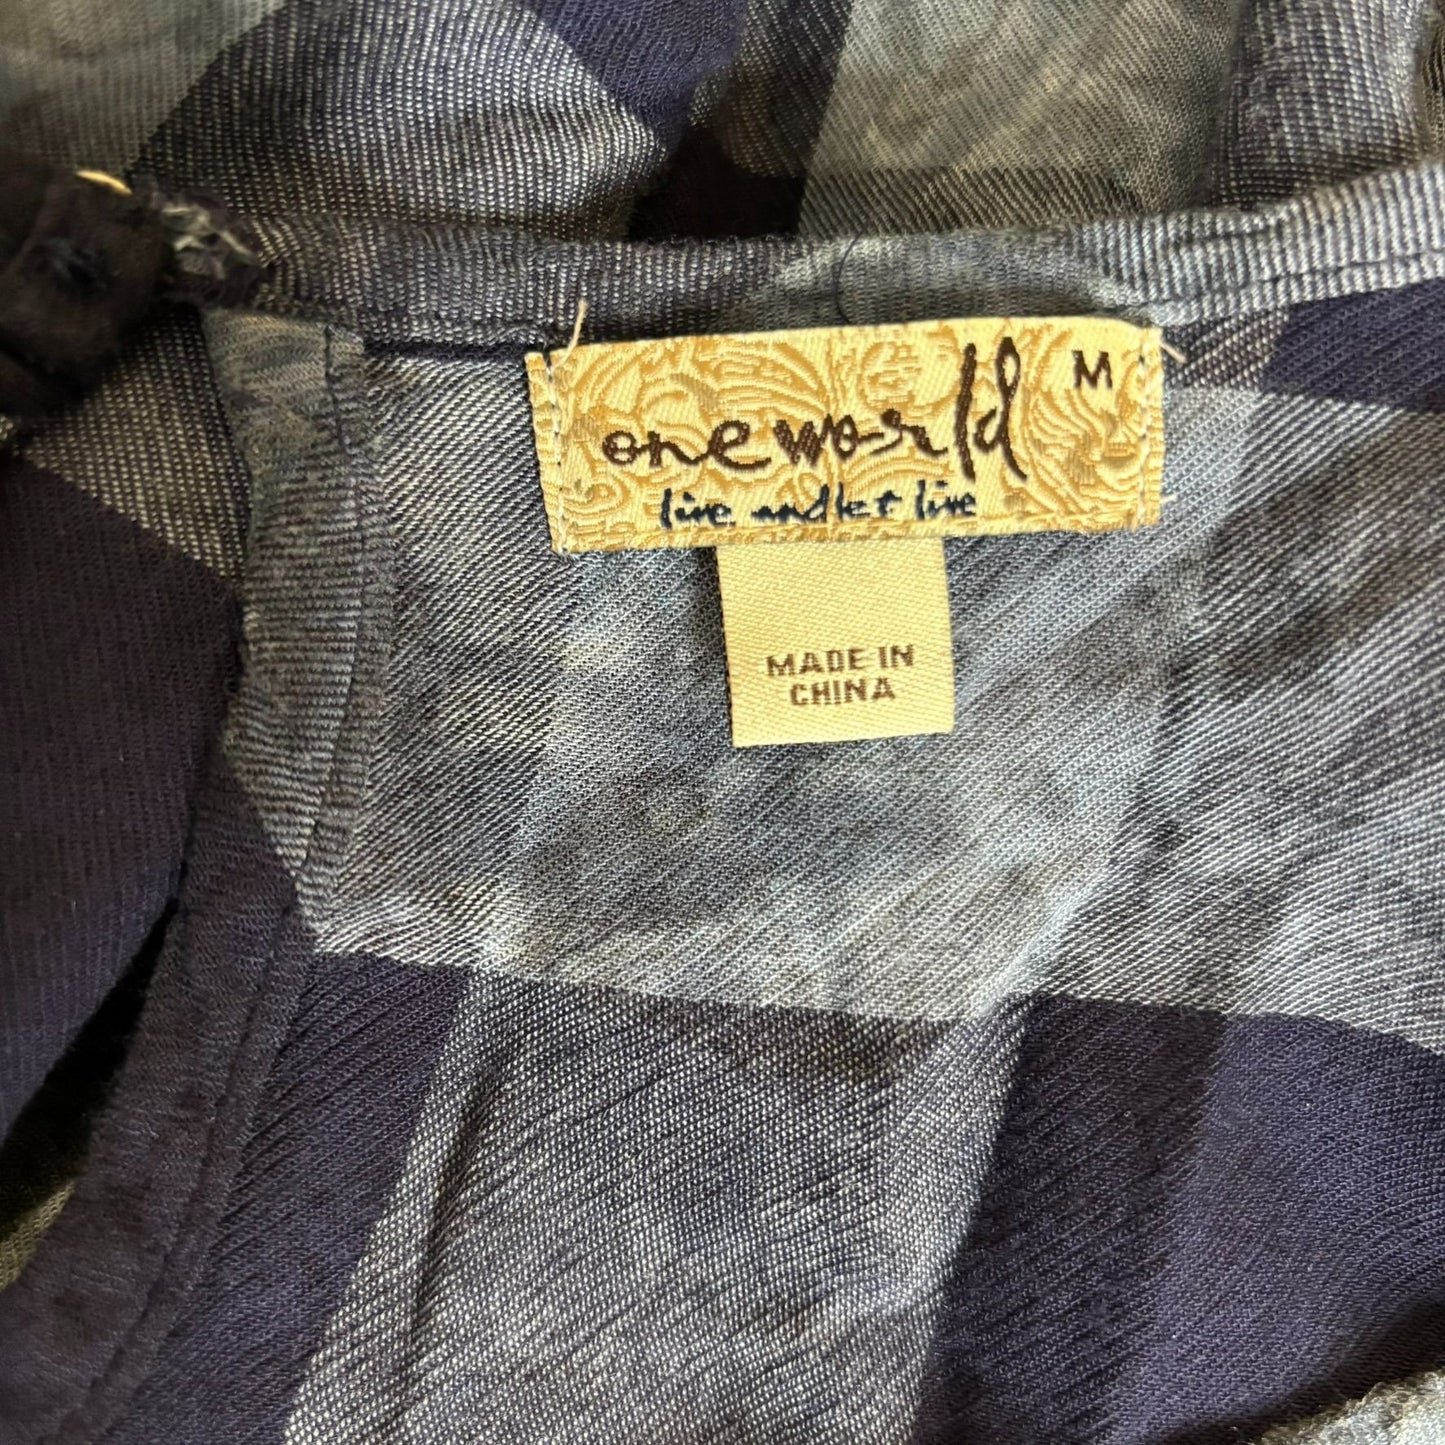 one world M
live and let live
MADE IN
CHINA